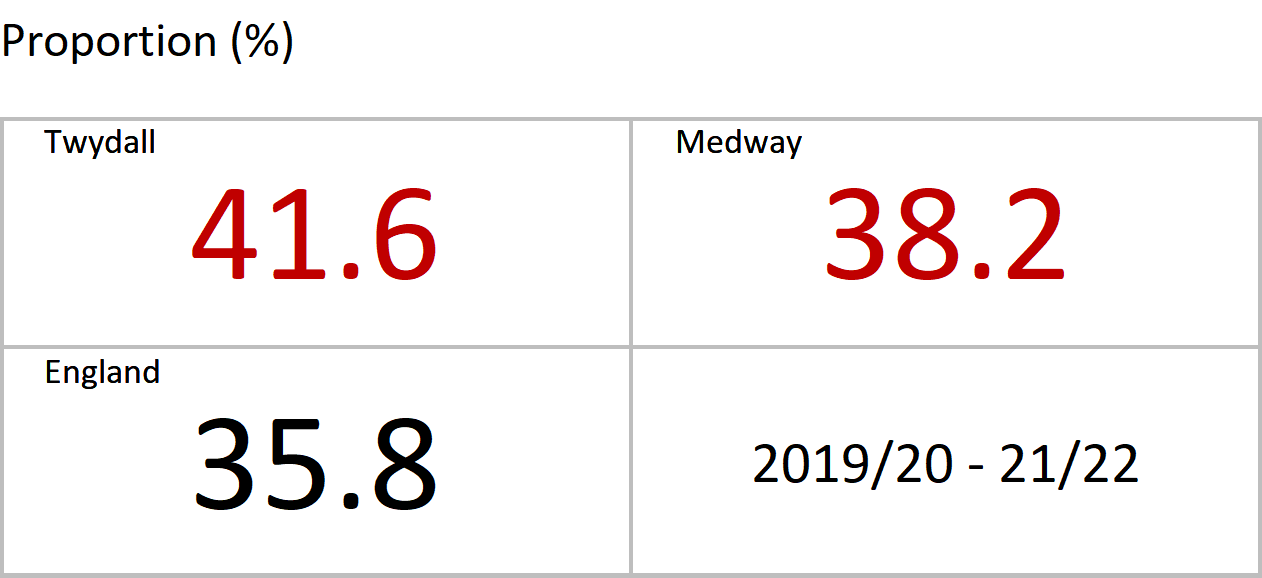 Proportion (%)
Twydall
41.6
Medway
38.2
England
35.8
2019/20 - 21/22